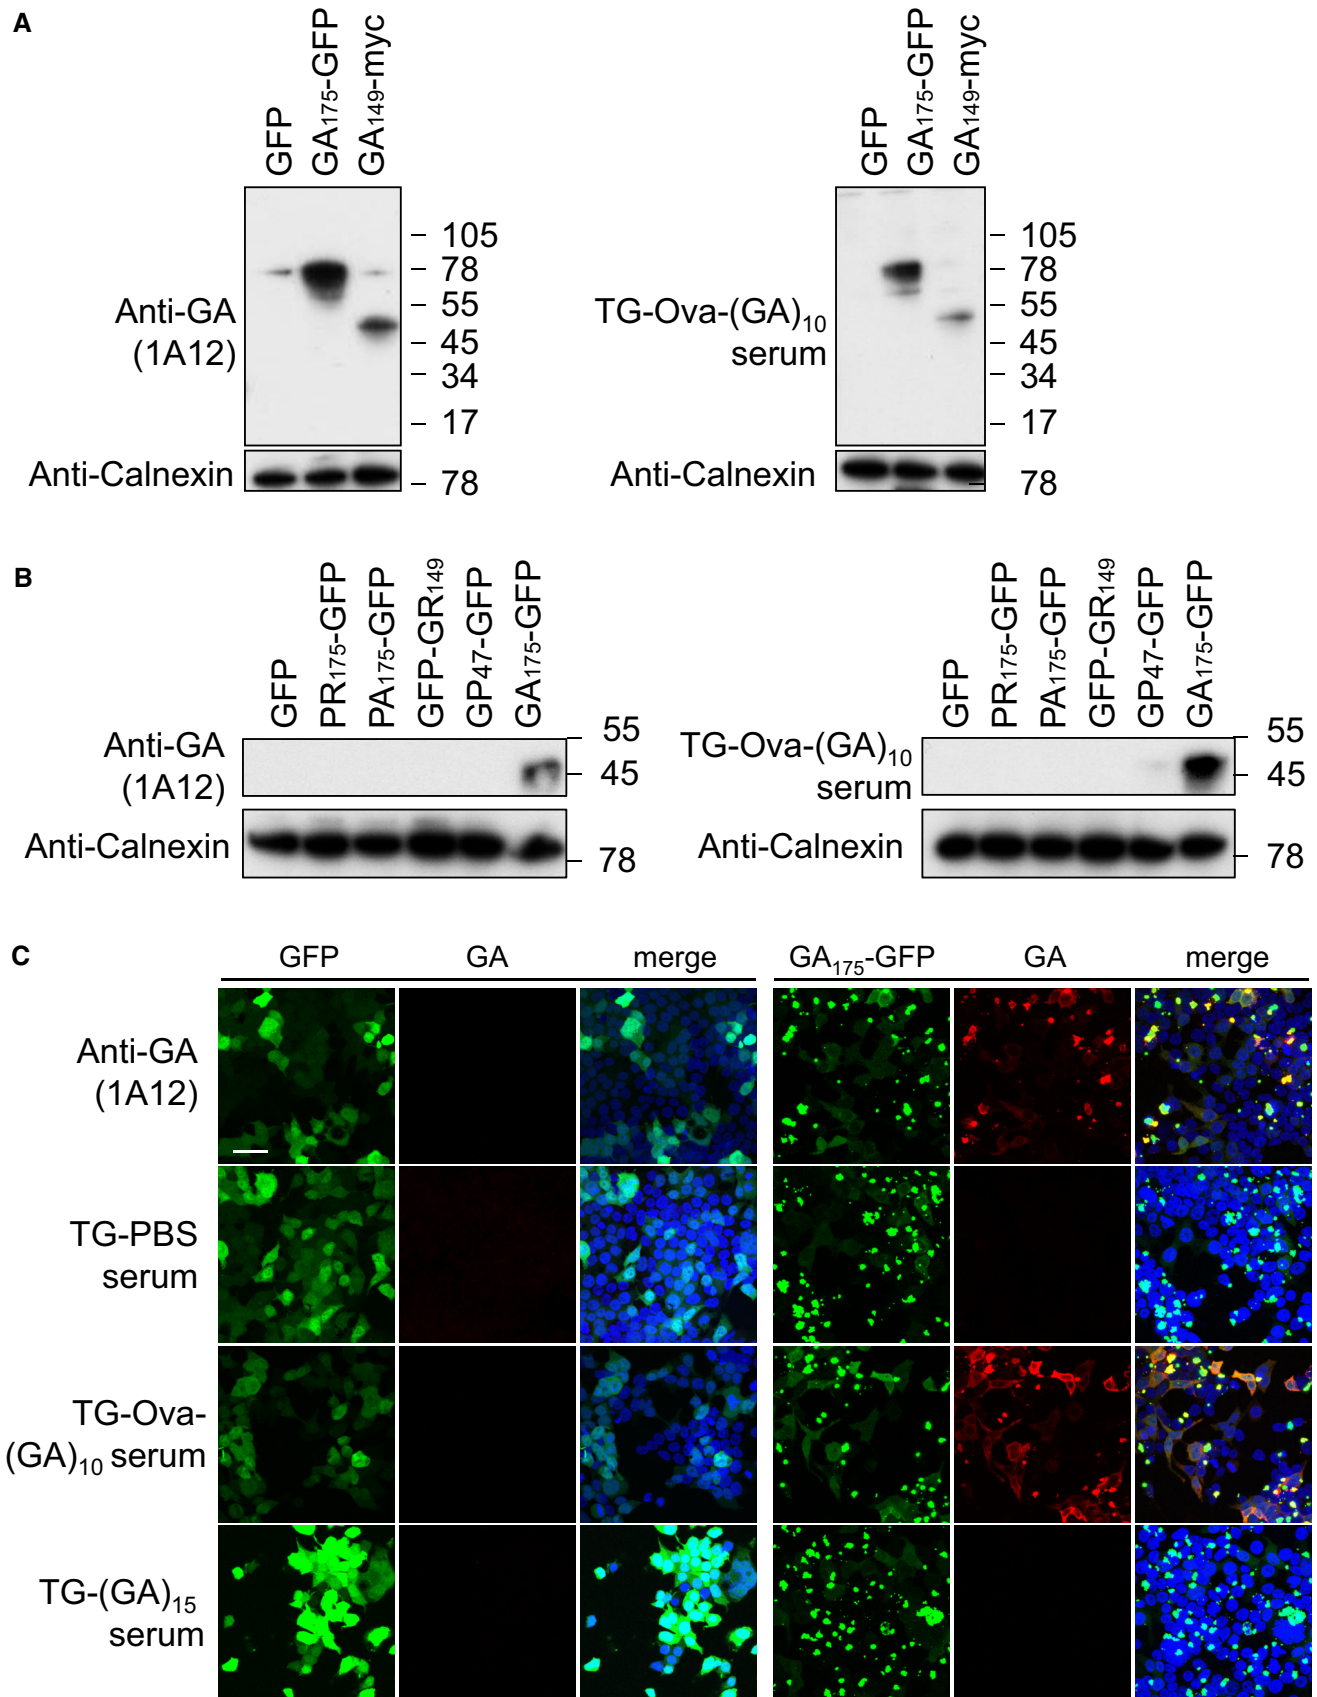 A
GFP
GA175-GFP
GA149-myc
GFP
GA175-GFP
GA149-myc
Anti-GA
(1A12)
105
78
55
45
34
17
TG-Ova-(GA)10
serum
105
78
55
45
34
17
Anti-Calnexin
78
Anti-Calnexin
78
B
GFP
PR175-GFP
PA175-GFP
GFP-GR149
GP47-GFP
GA175-GFP
GFP
PR175-GFP
PA175-GFP
GFP-GR149
GP47-GFP
GA175-GFP
Anti-GA
(1A12)
55
45
TG-Ova-(GA)10
serum
55
45
Anti-Calnexin
78
Anti-Calnexin
78
C
GFP GA merge GA175-GFP GA merge
Anti-GA
(1A12)
TG-PBS
serum
TG-Ova-
(GA)10 serum
TG-(GA)15
serum